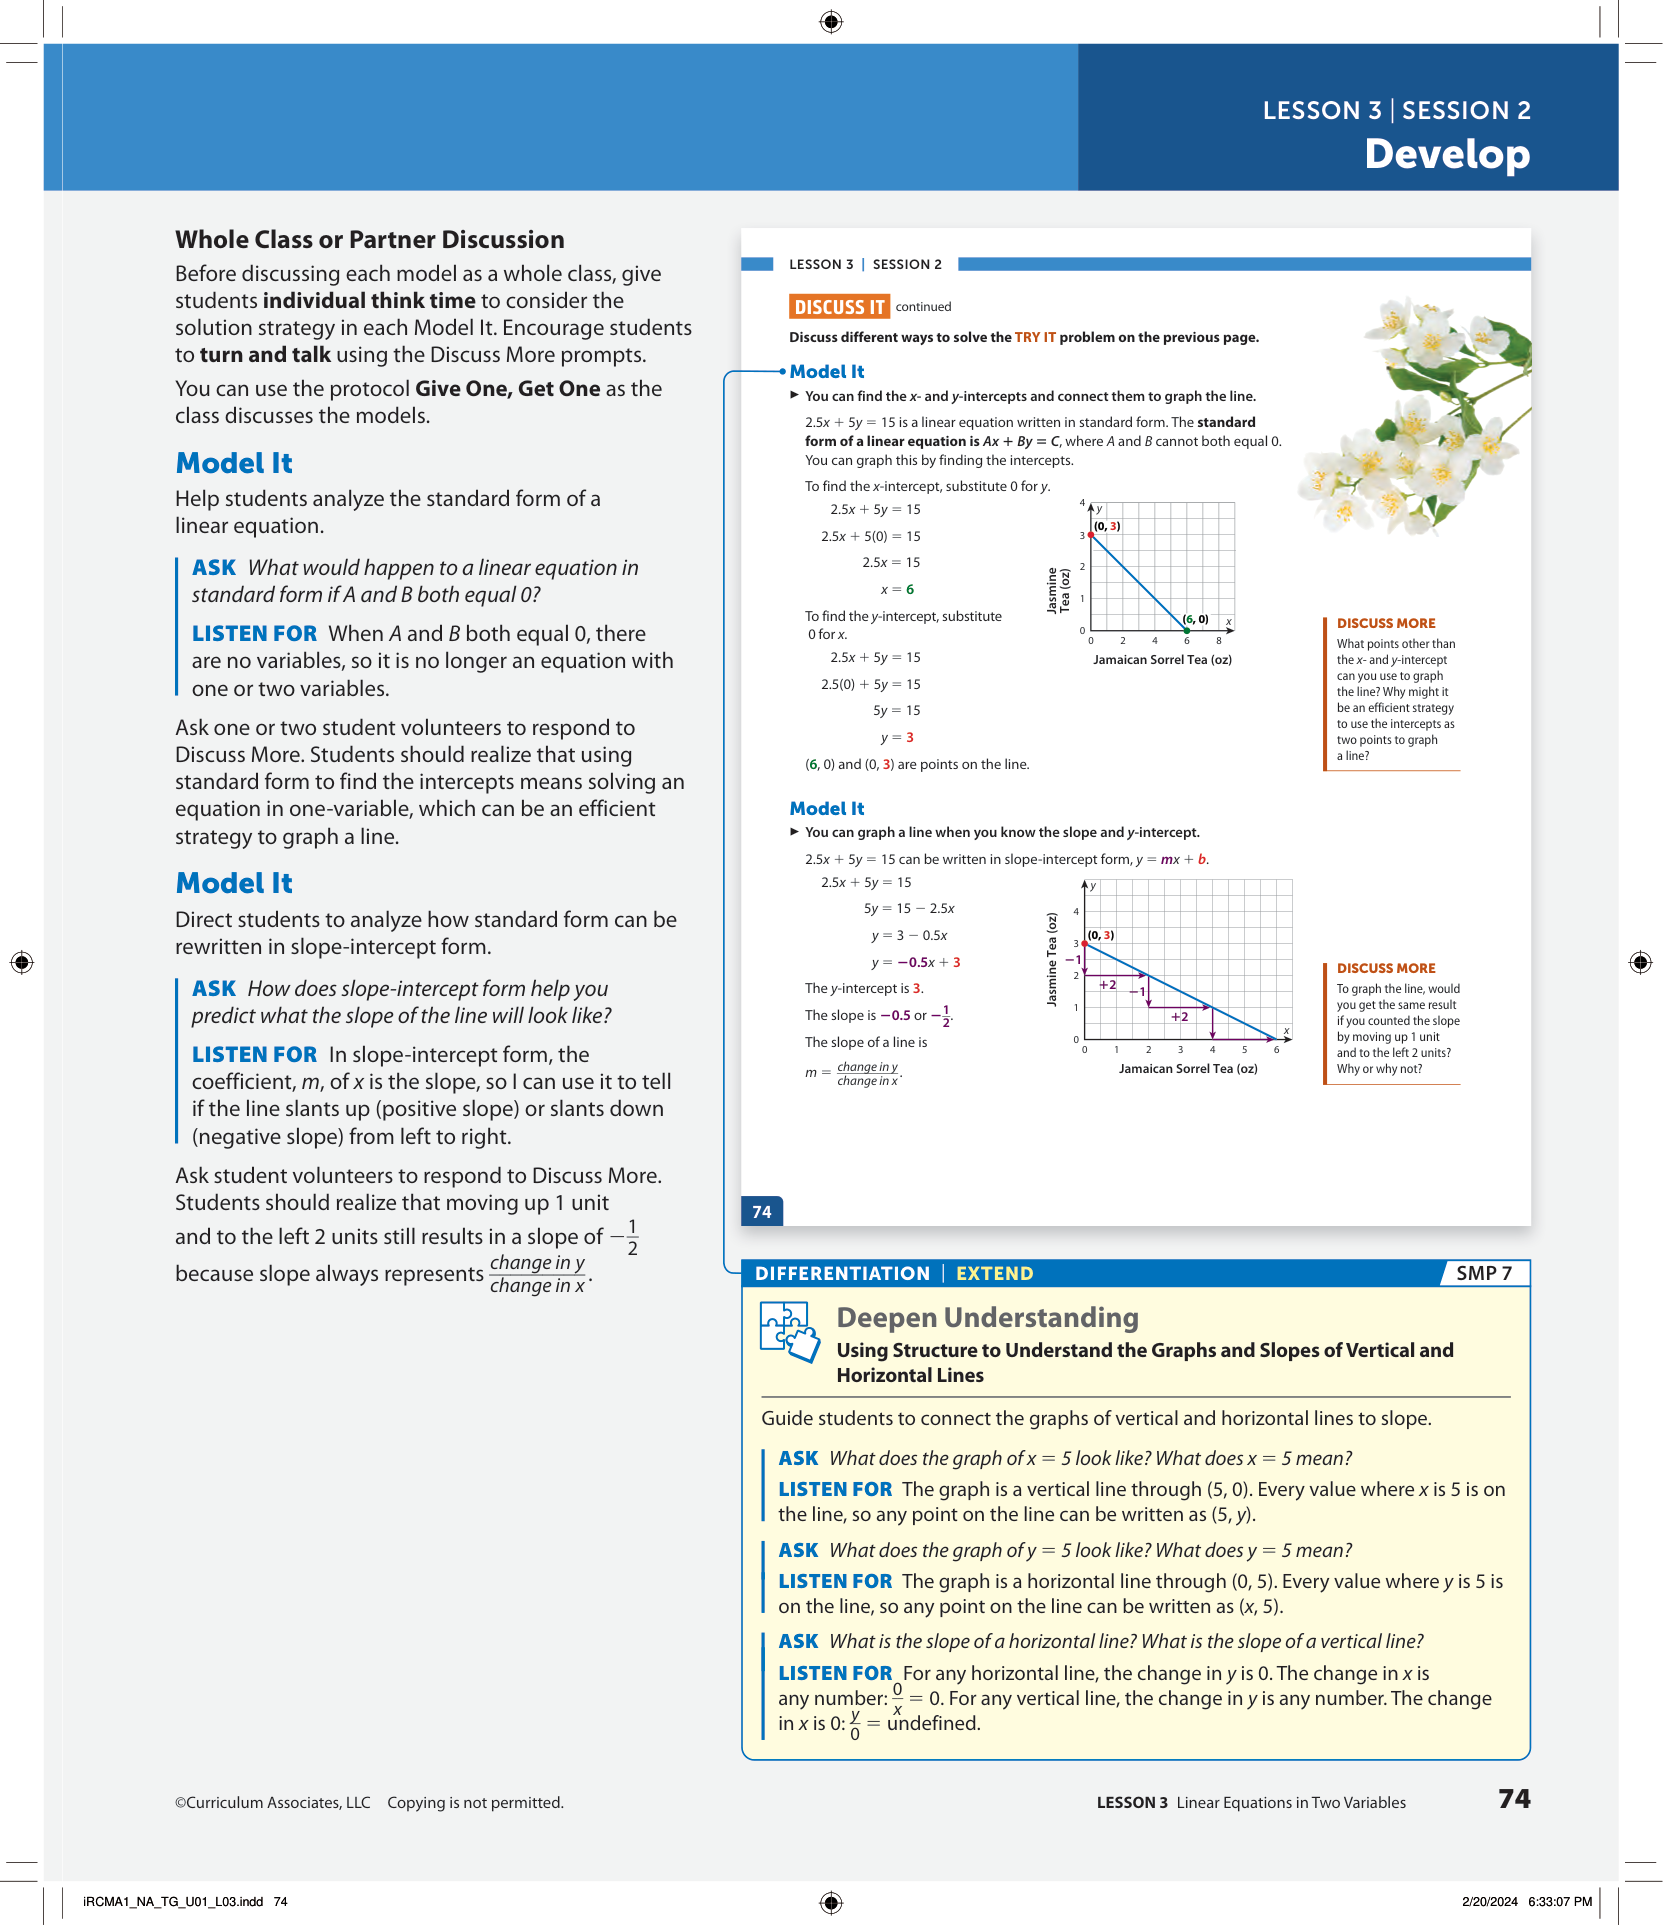 LESSON 3 | SESSION 2
Develop
Whole Class or Partner Discussion
Before discussing each model as a whole class, give
students individual think time to consider the
solution strategy in each Model It. Encourage students
to turn and talk using the Discuss More prompts.
You can use the protocol Give One, Get One as the
class discusses the models.
Model It
Help students analyze the standard form of a
linear equation.
ASK What would happen to a linear equation in
standard form if A and B both equal 0?
LISTEN FOR When A and B both equal 0, there
are no variables, so it is no longer an equation with
one or two variables.
Ask one or two student volunteers to respond to
Discuss More. Students should realize that using
standard form to find the intercepts means solving an
equation in one-variable, which can be an efficient
strategy to graph a line.
Model It
Direct students to analyze how standard form can be
rewritten in slope-intercept form.
ASK How does slope-intercept form help you
predict what the slope of the line will look like?
LISTEN FOR In slope-intercept form, the
coefficient, m, of x is the slope, so I can use it to tell
if the line slants up (positive slope) or slants down
(negative slope) from left to right.
Ask student volunteers to respond to Discuss More.
Students should realize that moving up 1 unit
and to the left 2 units still results in a slope of −1/2
because slope always represents change in y/change in x.
LESSON 3 | SESSION 2
DISCUSS IT continued
Discuss different ways to solve the TRY IT problem on the previous page.
Model It
► You can find the x- and y-intercepts and connect them to graph the line.
2.5x + 5y = 15 is a linear equation written in standard form. The standard
form of a linear equation is Ax + By = C, where A and B cannot both equal 0.
You can graph this by finding the intercepts.
To find the x-intercept, substitute 0 for y.
2.5x + 5y = 15
2.5x + 5(0) = 15
2.5x = 15
x = 6
To find the y-intercept, substitute
0 for x.
2.5x + 5y = 15
2.5(0) + 5y = 15
5y = 15
y = 3
(6, 0) and (0, 3) are points on the line.
4
y
(0, 3)
3
2
1
(6, 0)
x
0
0 2 4 6 8
Jasmine
Tea (oz)
Jamaican Sorrel Tea (oz)
DISCUSS MORE
What points other than
the x- and y-intercept
can you use to graph
the line? Why might it
be an efficient strategy
to use the intercepts as
two points to graph
a line?
Model It
► You can graph a line when you know the slope and y-intercept.
2.5x + 5y = 15 can be written in slope-intercept form, y = mx + b.
2.5x + 5y = 15
5y = 15 − 2.5x
y = 3 − 0.5x
y = −0.5x + 3
The y-intercept is 3.
The slope is −0.5 or −1/2.
The slope of a line is
m = change in y/change in x.
y
4
(0, 3)
3
−1
2
+2
−1
1
+2
x
0
0 1 2 3 4 5 6
Jasmine Tea (oz)
Jamaican Sorrel Tea (oz)
DISCUSS MORE
To graph the line, would
you get the same result
if you counted the slope
by moving up 1 unit
and to the left 2 units?
Why or why not?
74
DIFFERENTIATION | EXTEND
SMP 7
Deepen Understanding
Using Structure to Understand the Graphs and Slopes of Vertical and
Horizontal Lines
Guide students to connect the graphs of vertical and horizontal lines to slope.
ASK What does the graph of x = 5 look like? What does x = 5 mean?
LISTEN FOR The graph is a vertical line through (5, 0). Every value where x is 5 is on
the line, so any point on the line can be written as (5, y).
ASK What does the graph of y = 5 look like? What does y = 5 mean?
LISTEN FOR The graph is a horizontal line through (0, 5). Every value where y is 5 is
on the line, so any point on the line can be written as (x, 5).
ASK What is the slope of a horizontal line? What is the slope of a vertical line?
LISTEN FOR For any horizontal line, the change in y is 0. The change in x is
any number: 0/x = 0. For any vertical line, the change in y is any number. The change
in x is 0: y/0 = undefined.
©Curriculum Associates, LLC Copying is not permitted.
LESSON 3 Linear Equations in Two Variables
74
iRCMA1_NA_TG_U01_L03.indd 74
2/20/2024 6:33:07 PM